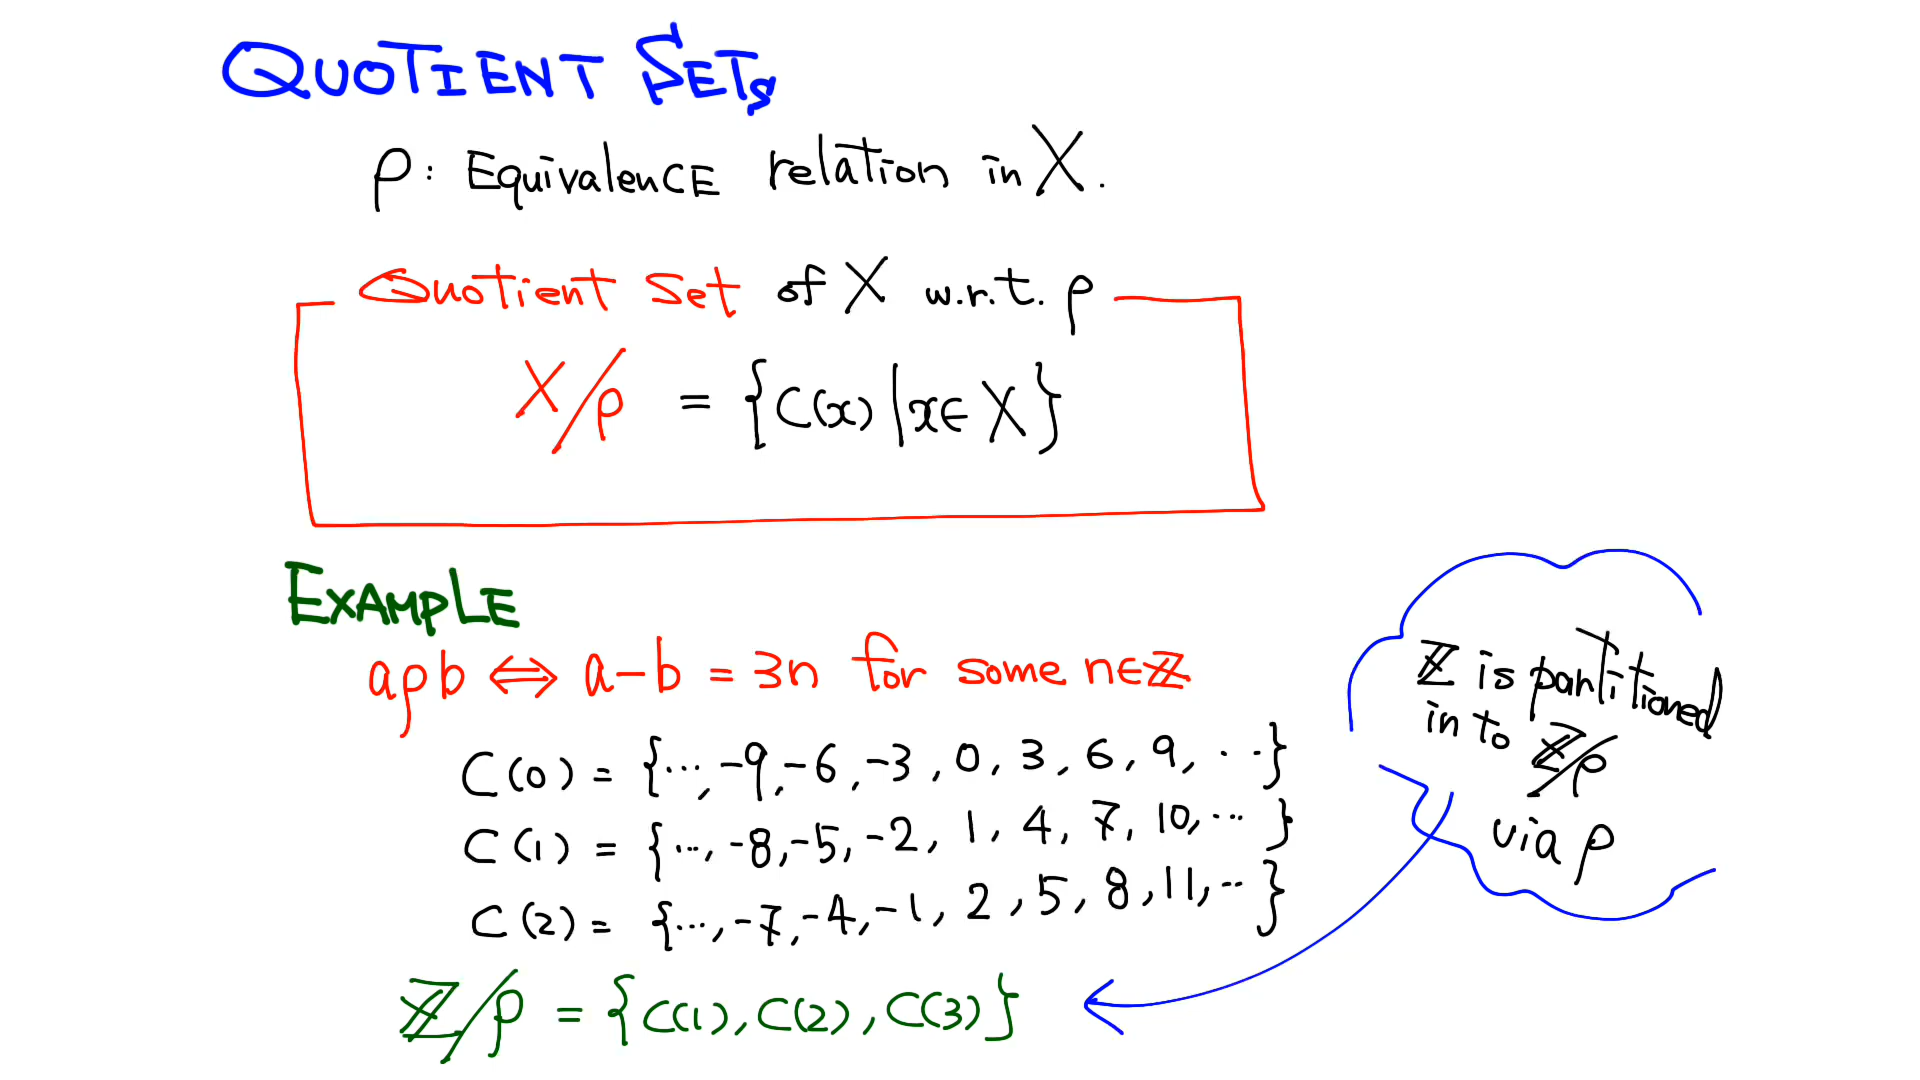 QUOTIENT SETS
ρ: EquivalenCE relation in X.
Quotient Set of X w.r.t. ρ
X/ρ = {C(x) | x∈X}
EXAMPLE
aρb ⇔ a-b = 3n for some n∈ℤ
C(0) = {…, -9, -6, -3, 0, 3, 6, 9, …}
C(1) = {…, -8, -5, -2, 1, 4, 7, 10, …}
C(2) = {…, -7, -4, -1, 2, 5, 8, 11, …}
ℤ/ρ = {C(1), C(2), C(3)}
ℤ is partitioned
in to ℤ/ρ
via ρ